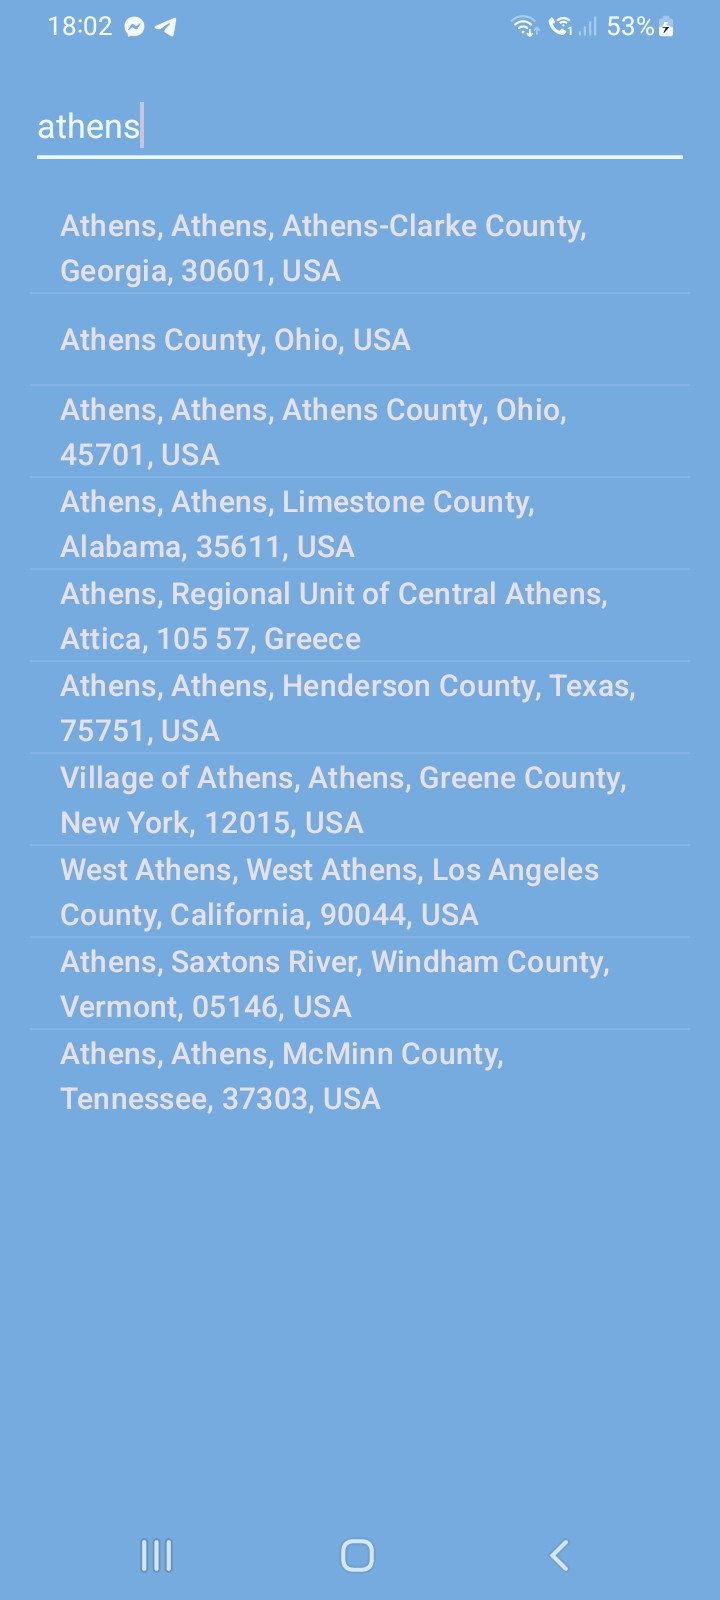 18:02
53%
athens
Athens, Athens, Athens-Clarke County,
Georgia, 30601, USA
Athens County, Ohio, USA
Athens, Athens, Athens County, Ohio,
45701, USA
Athens, Athens, Limestone County,
Alabama, 35611, USA
Athens, Regional Unit of Central Athens,
Attica, 105 57, Greece
Athens, Athens, Henderson County, Texas,
75751, USA
Village of Athens, Athens, Greene County,
New York, 12015, USA
West Athens, West Athens, Los Angeles
County, California, 90044, USA
Athens, Saxtons River, Windham County,
Vermont, 05146, USA
Athens, Athens, McMinn County,
Tennessee, 37303, USA